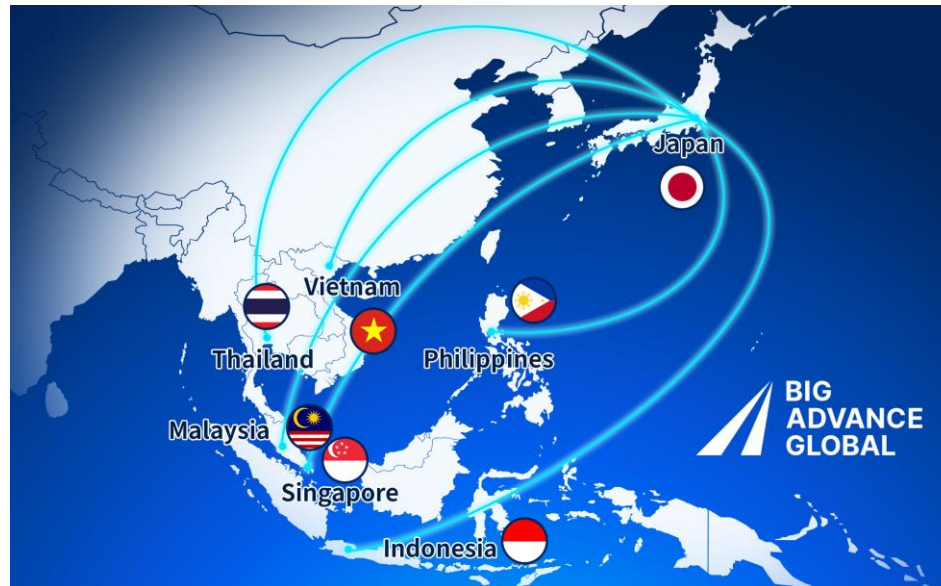 Japan
Vietnam
Thailand
Philippines
Malaysia
Singapore
Indonesia
BIG
ADVANCE
GLOBAL